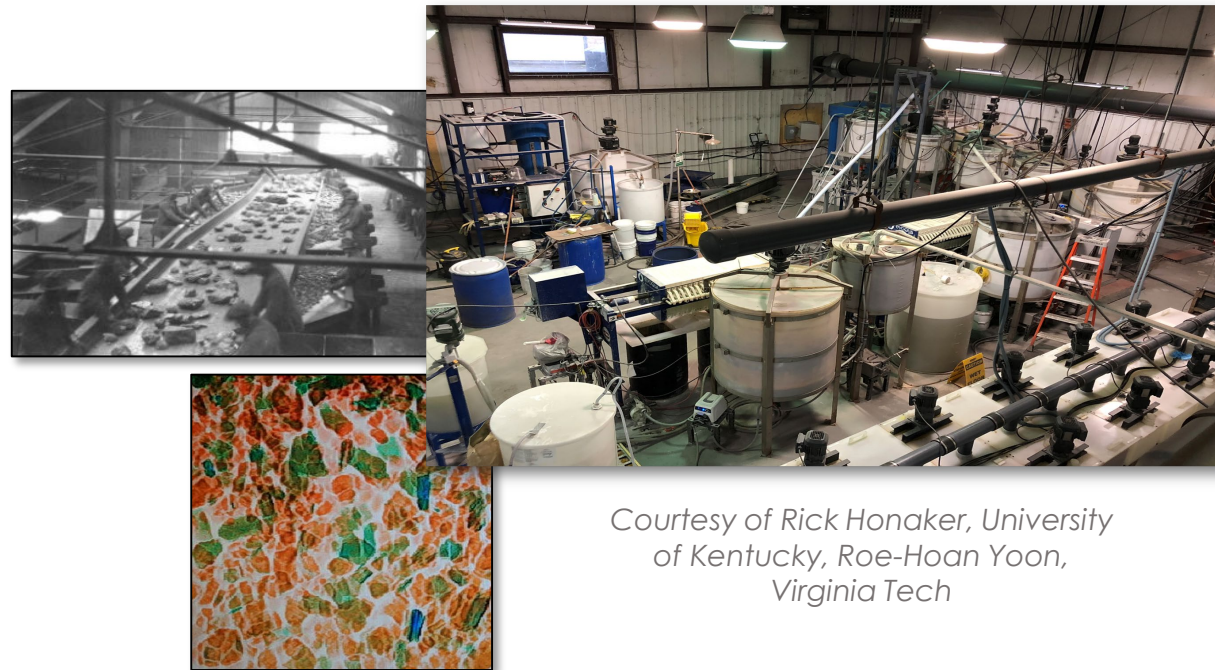 Courtesy of Rick Honaker, University
of Kentucky, Roe-Hoan Yoon,
Virginia Tech